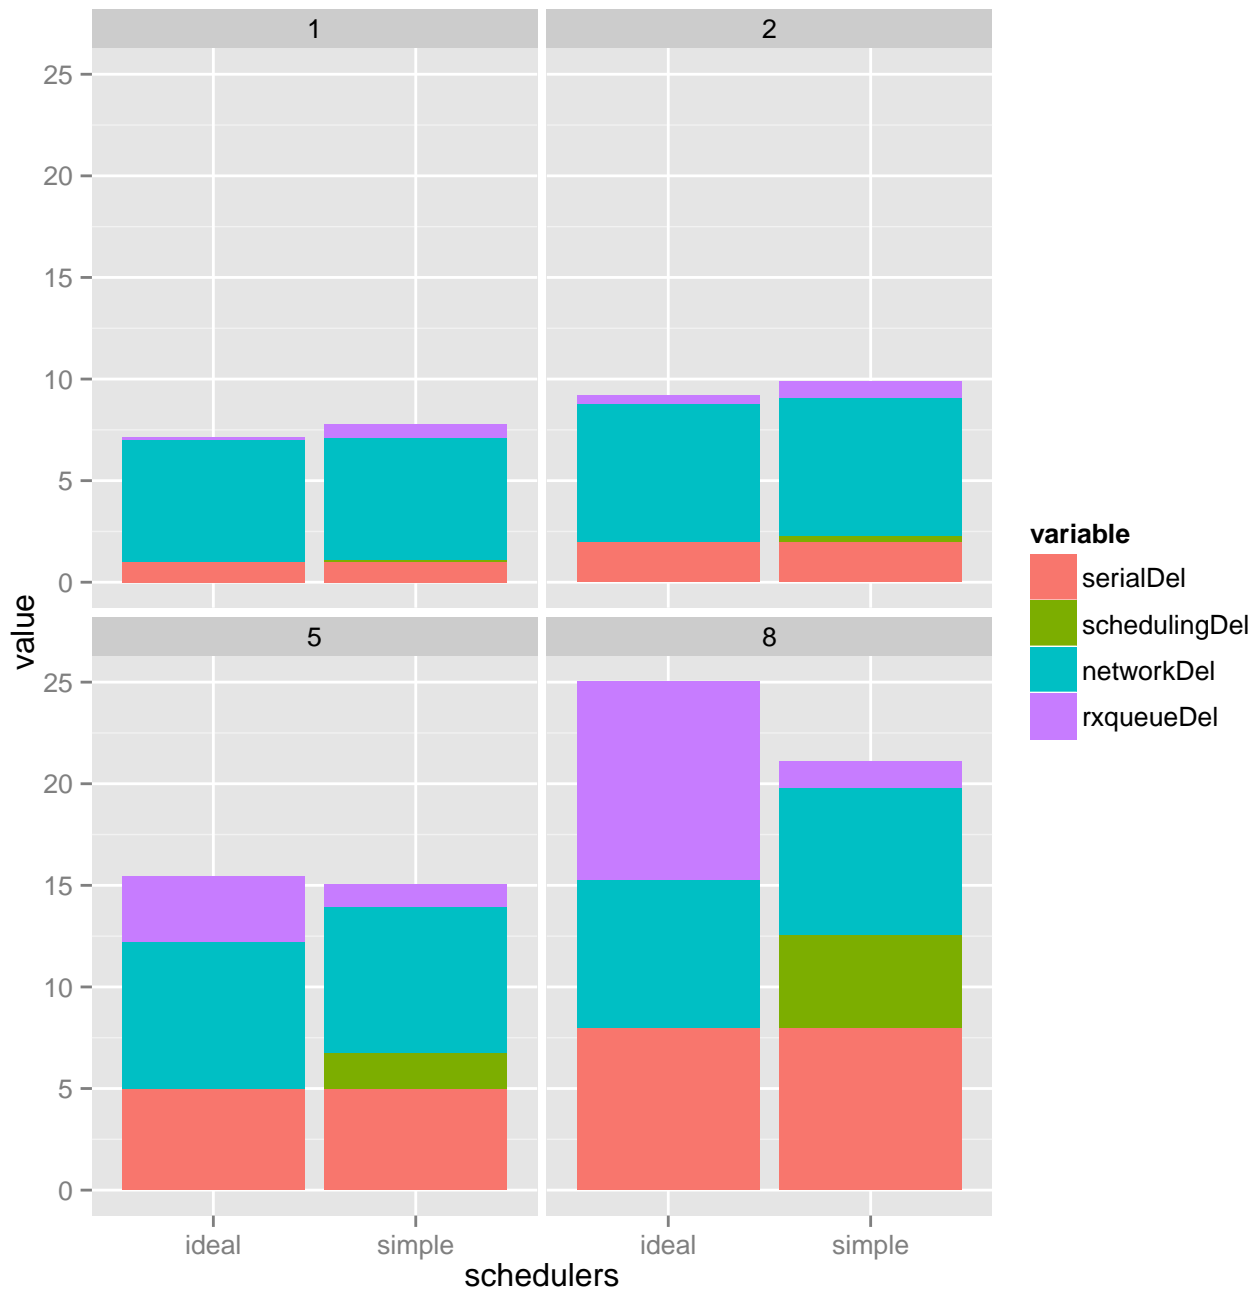 1
2
25
20
15
10
5
0
value
5
8
25
20
15
10
5
0
ideal
simple
ideal
simple
schedulers
variable
serialDel
schedulingDel
networkDel
rxqueueDel